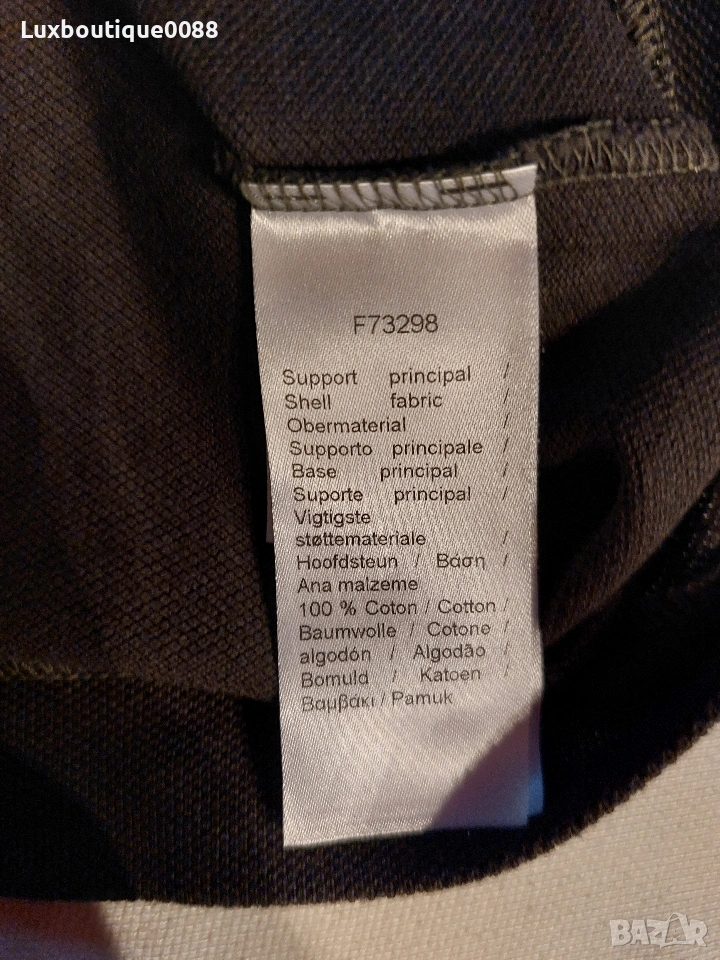 Luxboutique0088
F73298
Support principal /
Shell fabric /
Obermaterial /
Supporto principale /
Base principal /
Suporte principal /
Vigtigste
støttemateriale /
Hoofdsteun / Βάση /
Ana malzeme
100 % Coton / Cotton /
Baumwolle / Cotone /
algodón / Algodão /
Bomuld / Katoen /
Βαμβάκι / Pamuk
BAZAR